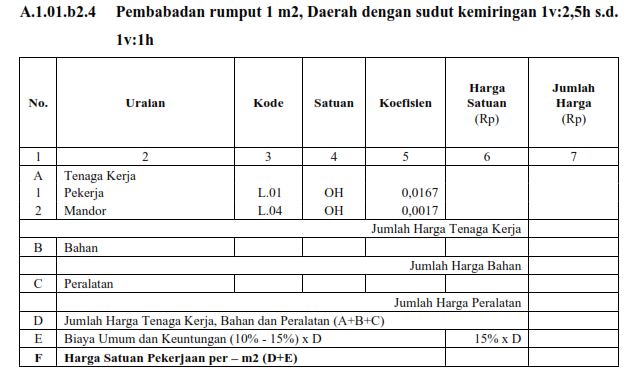 A.1.01.b2.4 Pembabadan rumput 1 m2, Daerah dengan sudut kemiringan 1v:2,5h s.d.
1v:1h
No. Uraian Kode Satuan Koefisien Harga Satuan (Rp) Jumlah Harga (Rp)
1 2 3 4 5 6 7
A Tenaga Kerja
1 Pekerja L.01 OH 0,0167
2 Mandor L.04 OH 0,0017
Jumlah Harga Tenaga Kerja
B Bahan
Jumlah Harga Bahan
C Peralatan
Jumlah Harga Peralatan
D Jumlah Harga Tenaga Kerja, Bahan dan Peralatan (A+B+C)
E Biaya Umum dan Keuntungan (10% - 15%) x D 15% x D
F Harga Satuan Pekerjaan per – m2 (D+E)